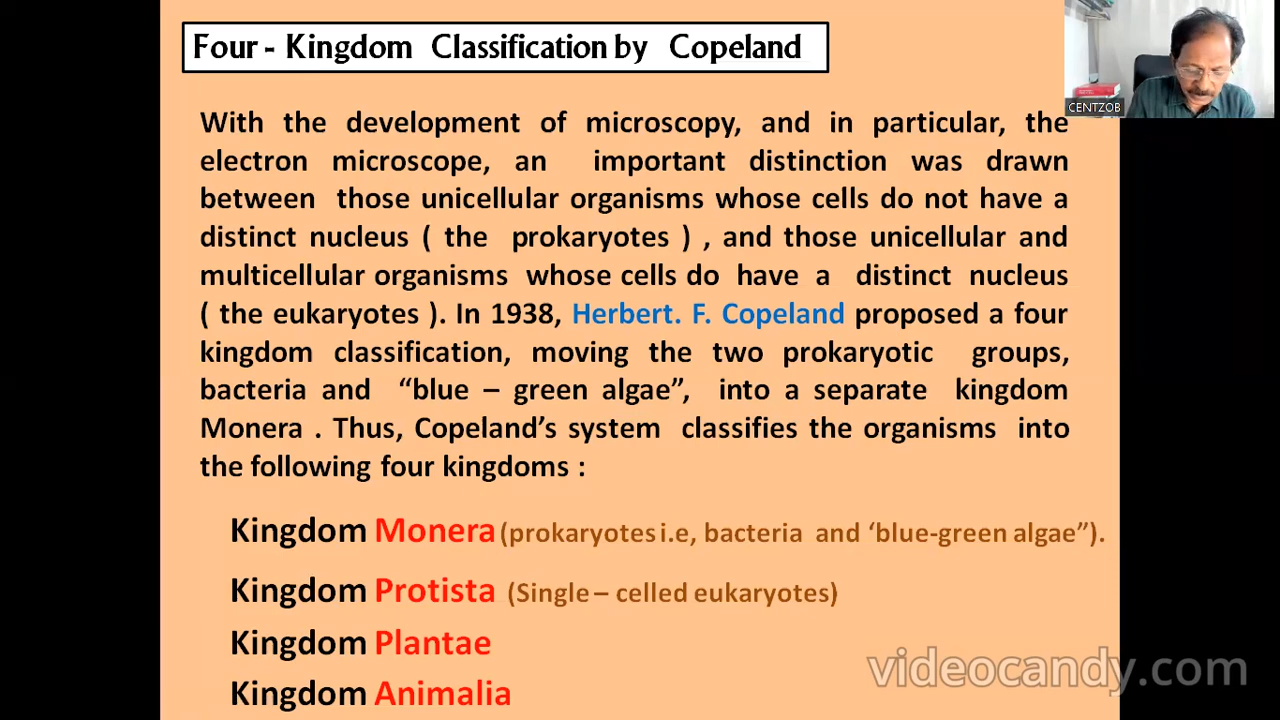 Four - Kingdom Classification by Copeland
CENTZOB
With the development of microscopy, and in particular, the
electron microscope, an important distinction was drawn
between those unicellular organisms whose cells do not have a
distinct nucleus ( the prokaryotes ) , and those unicellular and
multicellular organisms whose cells do have a distinct nucleus
( the eukaryotes ). In 1938, Herbert. F. Copeland proposed a four
kingdom classification, moving the two prokaryotic groups,
bacteria and “blue – green algae”, into a separate kingdom
Monera . Thus, Copeland’s system classifies the organisms into
the following four kingdoms :
Kingdom Monera (prokaryotes i.e, bacteria and ‘blue-green algae”).
Kingdom Protista (Single – celled eukaryotes)
Kingdom Plantae
Kingdom Animalia
videocandy.com